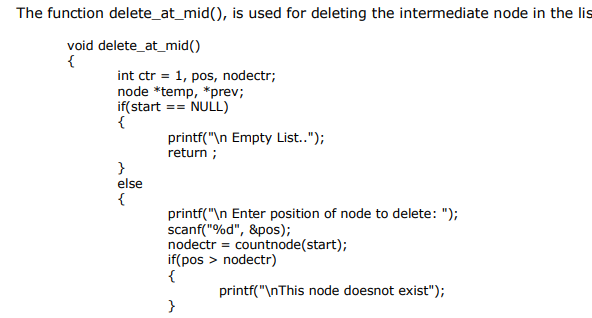 The function delete_at_mid(), is used for deleting the intermediate node in the lis
void delete_at_mid()
{
int ctr = 1, pos, nodectr;
node *temp, *prev;
if(start == NULL)
{
printf("\n Empty List..");
return ;
}
else
{
printf("\n Enter position of node to delete: ");
scanf("%d", &pos);
nodectr = countnode(start);
if(pos > nodectr)
{
printf("\nThis node doesnot exist");
}